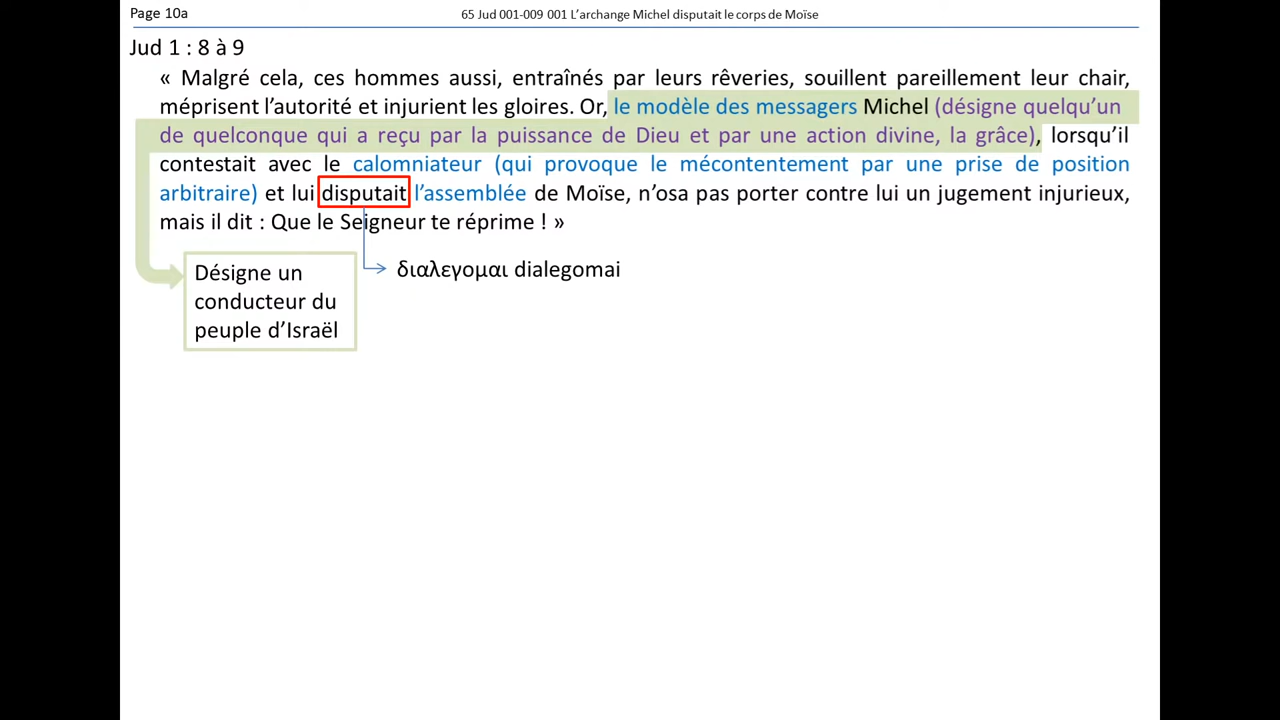 Page 10a
65 Jud 001-009 001 L’archange Michel disputait le corps de Moïse
Jud 1 : 8 à 9
« Malgré cela, ces hommes aussi, entraînés par leurs rêveries, souillent pareillement leur chair,
méprisent l’autorité et injurient les gloires. Or, le modèle des messagers Michel (désigne quelqu’un
de quelconque qui a reçu par la puissance de Dieu et par une action divine, la grâce), lorsqu’il
contestait avec le calomniateur (qui provoque le mécontentement par une prise de position
arbitraire) et lui disputait l’assemblée de Moïse, n’osa pas porter contre lui un jugement injurieux,
mais il dit : Que le Seigneur te réprime ! »
Désigne un
conducteur du
peuple d’Israël
διαλεγομαι dialegomai